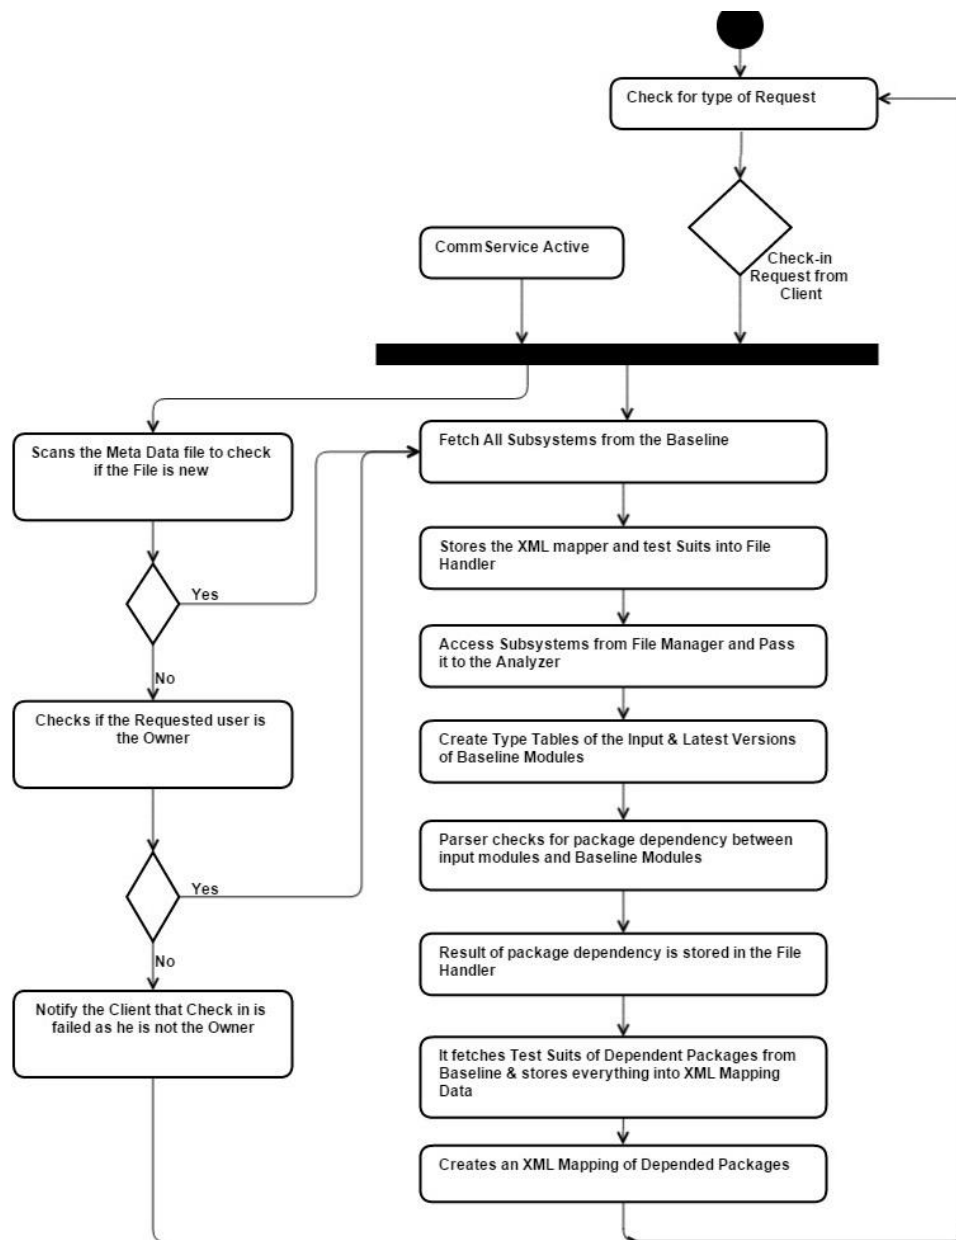 Check for type of Request
CommService Active
Check-in
Request from
Client
Scans the Meta Data file to check
if the File is new
Yes
No
Checks if the Requested user is
the Owner
Yes
No
Notify the Client that Check in is
failed as he is not the Owner
Fetch All Subsystems from the Baseline
Stores the XML mapper and test Suits into File
Handler
Access Subsystems from File Manager and Pass
it to the Analyzer
Create Type Tables of the Input & Latest Versions
of Baseline Modules
Parser checks for package dependency between
input modules and Baseline Modules
Result of package dependency is stored in the File
Handler
It fetches Test Suits of Dependent Packages from
Baseline & stores everything into XML Mapping
Data
Creates an XML Mapping of Depended Packages